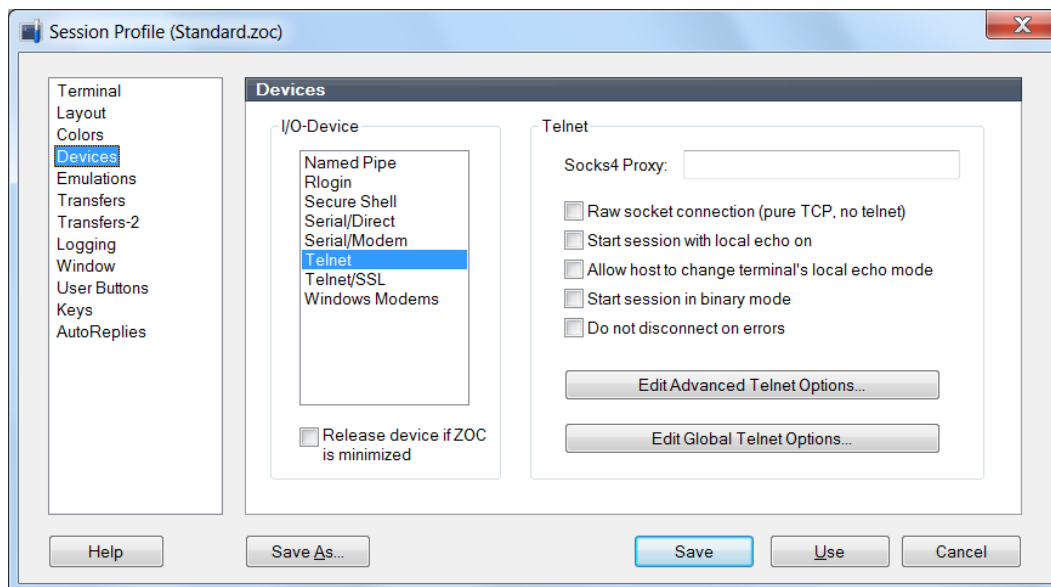 Session Profile (Standard.zoc)
Terminal
Layout
Colors
Devices
Emulations
Transfers
Transfers-2
Logging
Window
User Buttons
Keys
AutoReplies
Devices
I/O-Device
Named Pipe
Rlogin
Secure Shell
Serial/Direct
Serial/Modem
Telnet
Telnet/SSL
Windows Modems
Release device if ZOC
is minimized
Telnet
Socks4 Proxy:
Raw socket connection (pure TCP, no telnet)
Start session with local echo on
Allow host to change terminal's local echo mode
Start session in binary mode
Do not disconnect on errors
Edit Advanced Telnet Options...
Edit Global Telnet Options...
Help
Save As...
Save
Use
Cancel